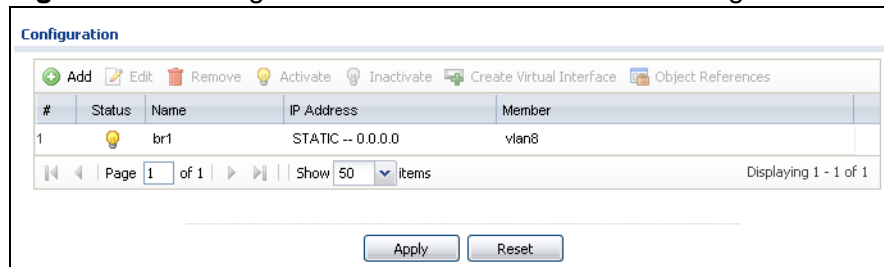 Configuration
Add Edit Remove Activate Inactivate Create Virtual Interface Object References
# Status Name IP Address Member
1 br1 STATIC -- 0.0.0.0 vlan8
Page 1 of 1 Show 50 items Displaying 1 - 1 of 1
Apply Reset